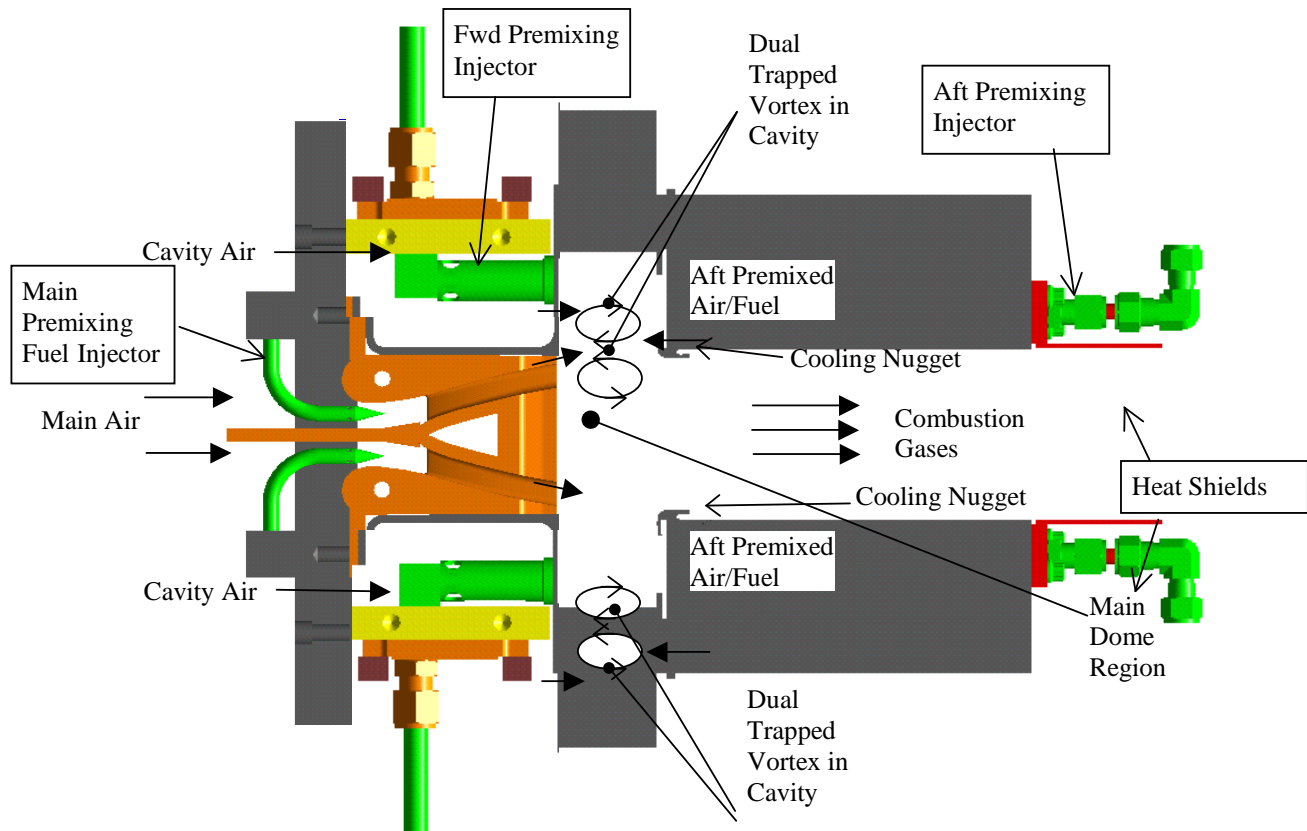 Fwd Premixing
Injector
Dual
Trapped
Vortex in
Cavity
Aft Premixing
Injector
Cavity Air
Main
Premixing
Fuel Injector
Aft Premixed
Air/Fuel
Cooling Nugget
Main Air
Combustion
Gases
Heat Shields
Cooling Nugget
Aft Premixed
Air/Fuel
Cavity Air
Main
Dome
Region
Dual
Trapped
Vortex in
Cavity